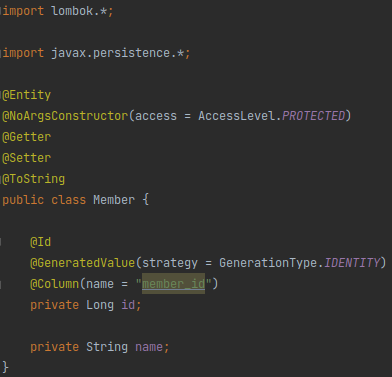 import lombok.*;
import javax.persistence.*;
@Entity
@NoArgsConstructor(access = AccessLevel.PROTECTED)
@Getter
@Setter
@ToString
public class Member {
@Id
@GeneratedValue(strategy = GenerationType.IDENTITY)
@Column(name = "member_id")
private Long id;
private String name;
}